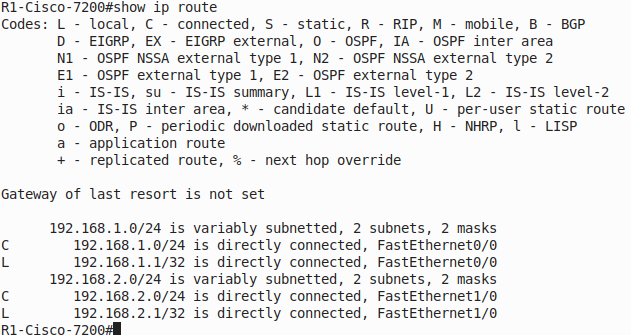 R1-Cisco-7200#show ip route
Codes: L - local, C - connected, S - static, R - RIP, M - mobile, B - BGP
       D - EIGRP, EX - EIGRP external, O - OSPF, IA - OSPF inter area
       N1 - OSPF NSSA external type 1, N2 - OSPF NSSA external type 2
       E1 - OSPF external type 1, E2 - OSPF external type 2
       i - IS-IS, su - IS-IS summary, L1 - IS-IS level-1, L2 - IS-IS level-2
       ia - IS-IS inter area, * - candidate default, U - per-user static route
       o - ODR, P - periodic downloaded static route, H - NHRP, l - LISP
       a - application route
       + - replicated route, % - next hop override

Gateway of last resort is not set

      192.168.1.0/24 is variably subnetted, 2 subnets, 2 masks
C        192.168.1.0/24 is directly connected, FastEthernet0/0
L        192.168.1.1/32 is directly connected, FastEthernet0/0
      192.168.2.0/24 is variably subnetted, 2 subnets, 2 masks
C        192.168.2.0/24 is directly connected, FastEthernet1/0
L        192.168.2.1/32 is directly connected, FastEthernet1/0
R1-Cisco-7200#